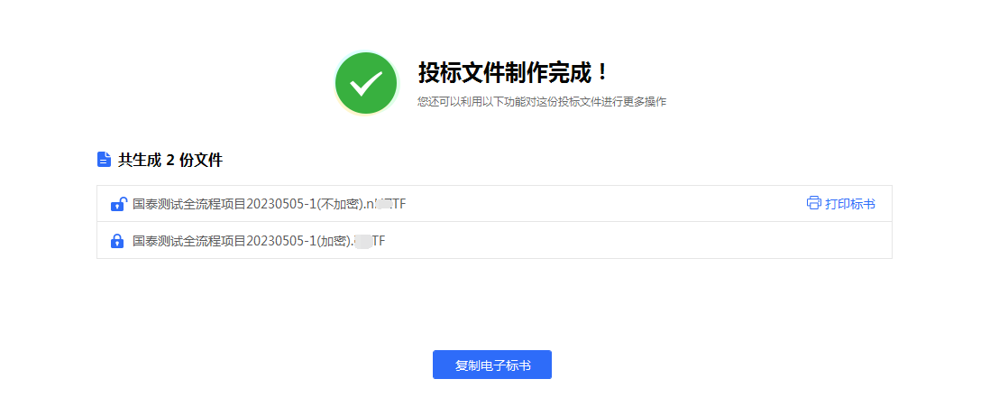 投标文件制作完成！
您还可以利用以下功能对这份投标文件进行更多操作
共生成 2 份文件
国泰测试全流程项目20230505-1(不加密).n TF 打印标书
国泰测试全流程项目20230505-1(加密). TF
复制电子标书